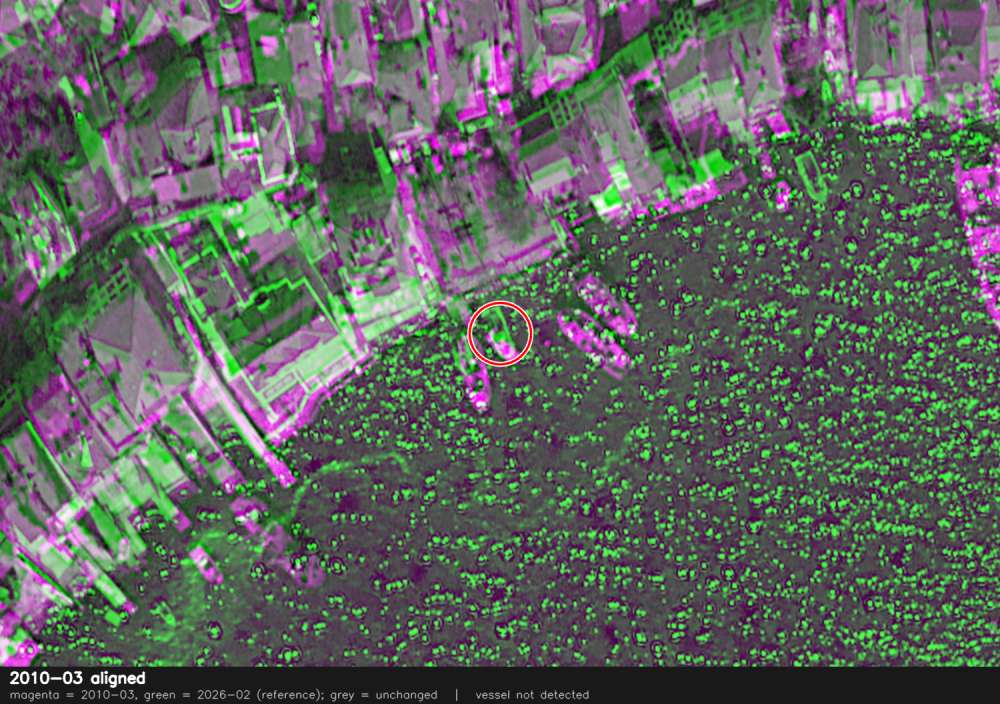 2010-03 aligned
magenta = 2010-03, green = 2026-02 (reference); grey = unchanged | vessel not detected